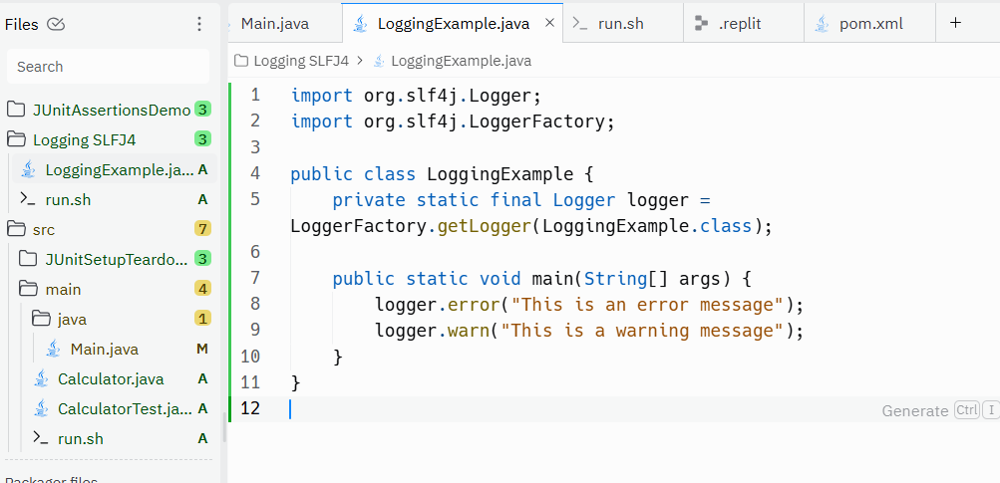 Files
Search
JUnitAssertionsDemo 3
Logging SLFJ4 3
LoggingExample.ja... A
run.sh A
src 7
JUnitSetupTeardo... 3
main 4
java 1
Main.java M
Calculator.java A
CalculatorTest.ja... A
run.sh A
Packager files
Main.java LoggingExample.java × run.sh .replit pom.xml +
Logging SLFJ4 > LoggingExample.java
1 import org.slf4j.Logger;
2 import org.slf4j.LoggerFactory;
3
4 public class LoggingExample {
5     private static final Logger logger =
LoggerFactory.getLogger(LoggingExample.class);
6
7     public static void main(String[] args) {
8         logger.error("This is an error message");
9         logger.warn("This is a warning message");
10     }
11 }
12
Generate Ctrl I